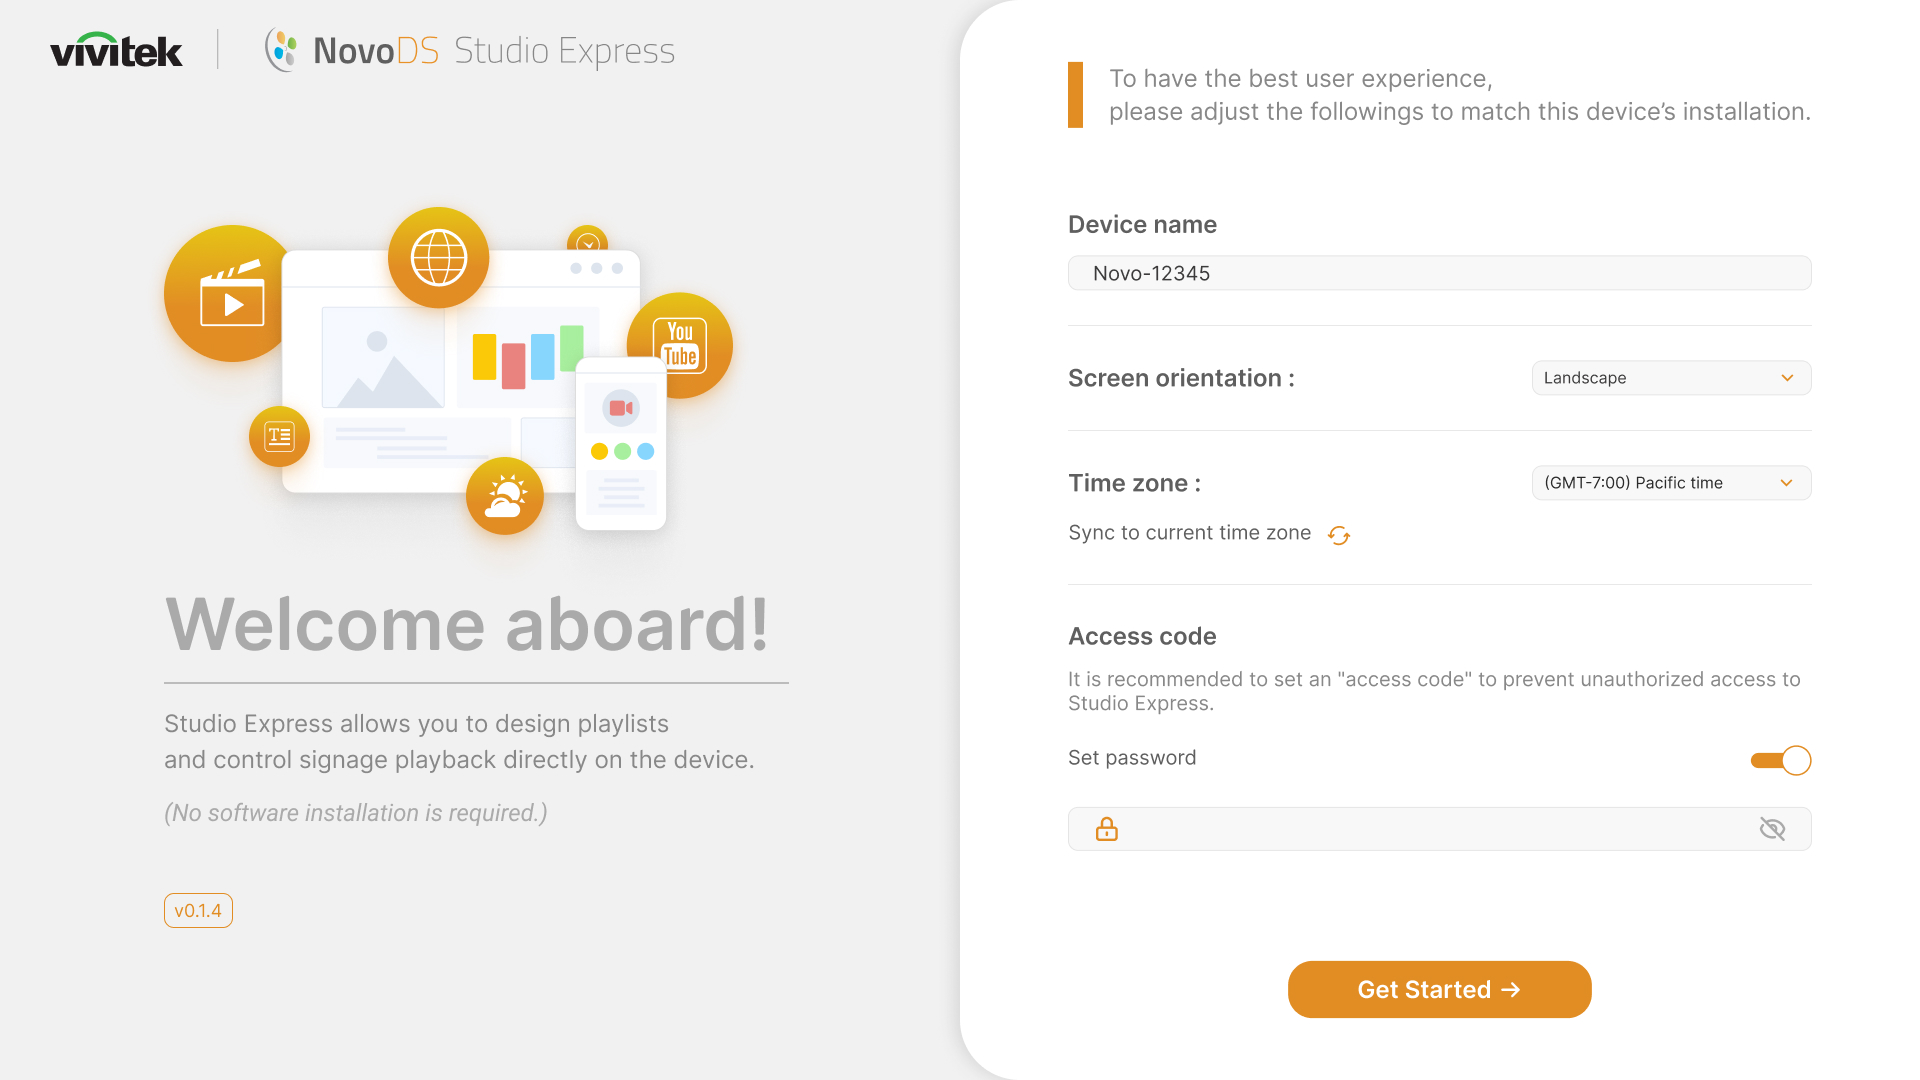 vivitek
NovoDS Studio Express
You
Tube
T
Welcome aboard!
Studio Express allows you to design playlists
and control signage playback directly on the device.
(No software installation is required.)
v0.1.4
To have the best user experience,
please adjust the followings to match this device’s installation.
Device name
Novo-12345
Screen orientation :
Landscape
Time zone :
(GMT-7:00) Pacific time
Sync to current time zone
Access code
It is recommended to set an "access code" to prevent unauthorized access to
Studio Express.
Set password
Get Started →